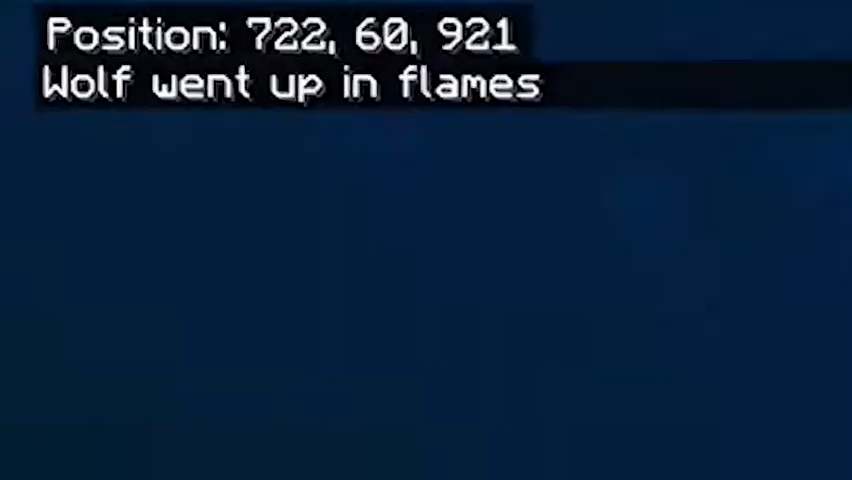 Position: 722, 60, 921
Wolf went up in flames